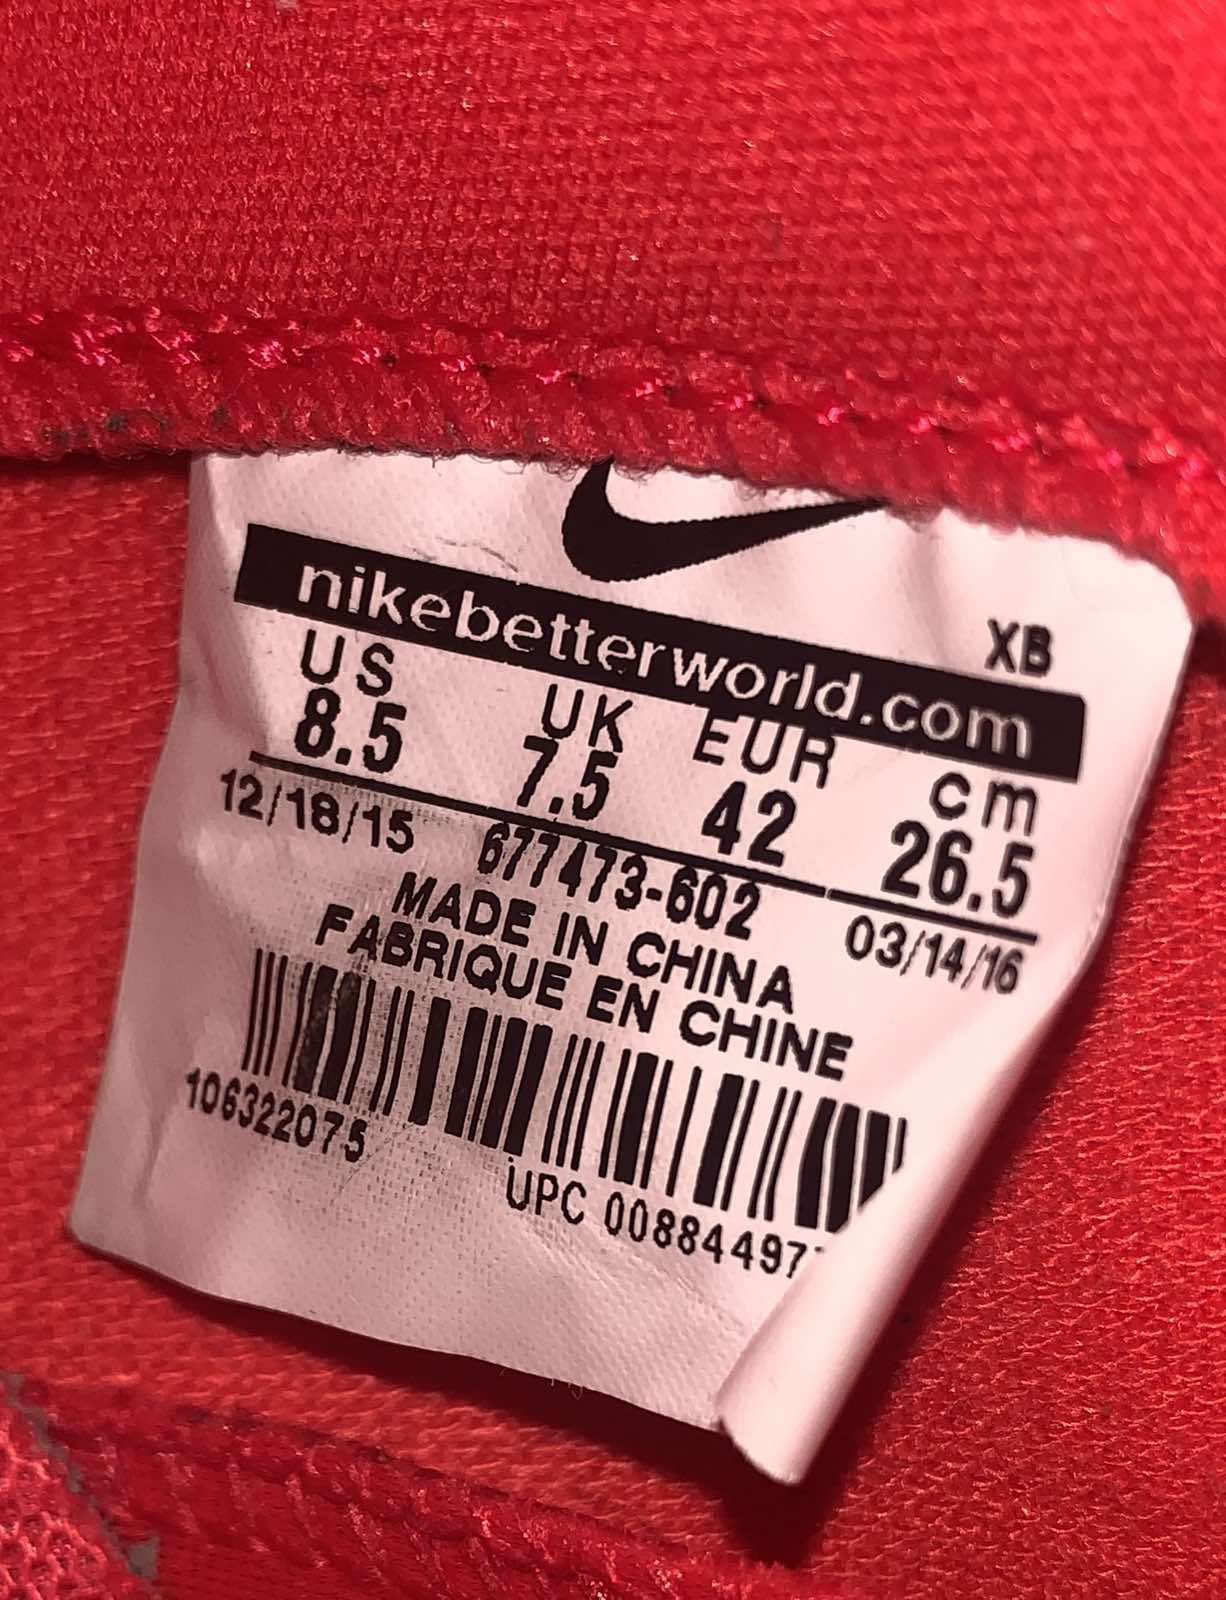 XB
nikebetterworld.com
US UK EUR cm
8.5 7.5 42 26.5
12/18/15 677473-602 03/14/16
MADE IN CHINA
FABRIQUE EN CHINE
106322075
UPC 00884497